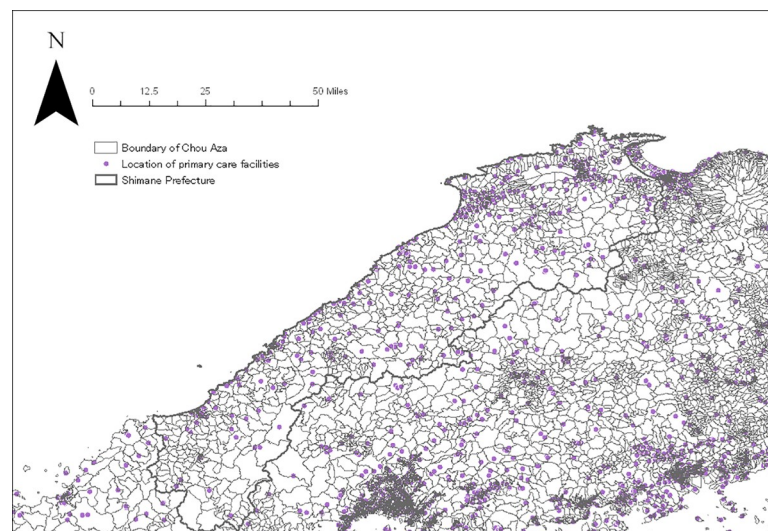 N
0 12.5 25 50 Miles
Boundary of Chou Aza
Location of primary care facilities
Shimane Prefecture